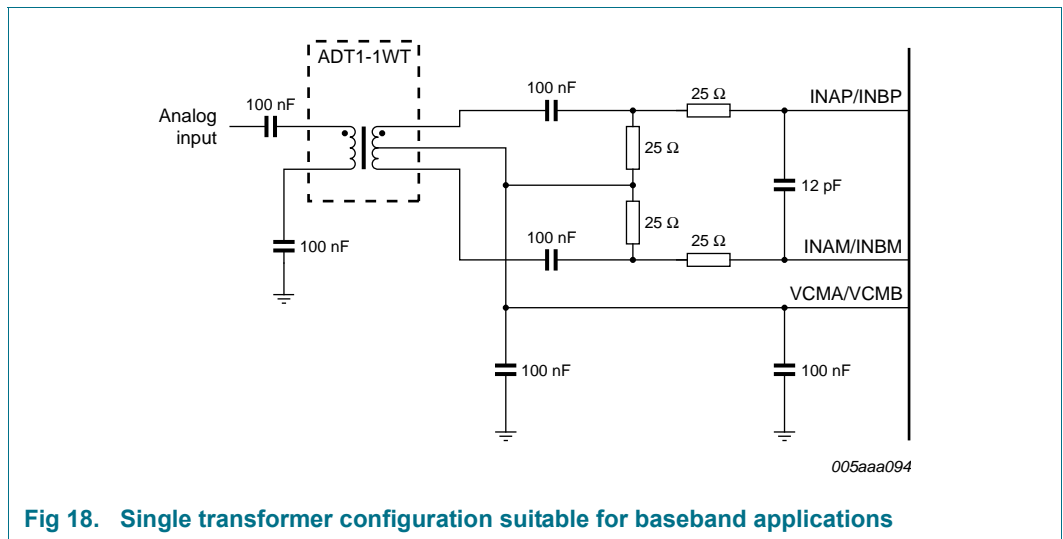 ADT1-1WT
100 nF
Analog
input
100 nF
100 nF
25 Ω
INAP/INBP
25 Ω
12 pF
25 Ω
100 nF
25 Ω
INAM/INBM
VCMA/VCMB
100 nF
100 nF
005aaa094
Fig 18. Single transformer configuration suitable for baseband applications